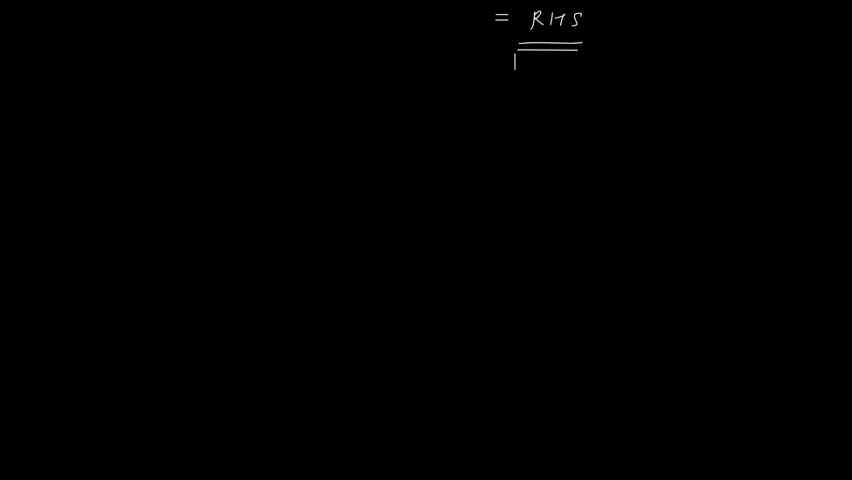 = RHS